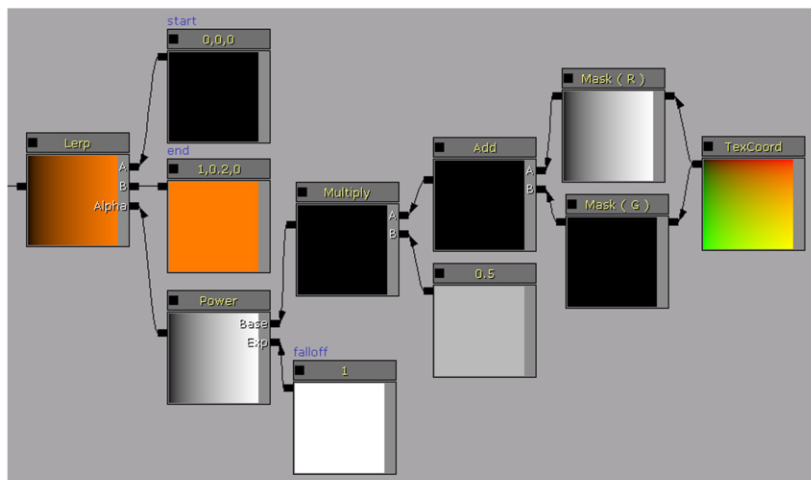 start
0,0,0
Lerp
A
B
Alpha
end
1,0.2,0
Power
Base
Exp
Multiply
A
B
falloff
1
Add
A
B
0.5
Mask ( R )
Mask ( G )
TexCoord